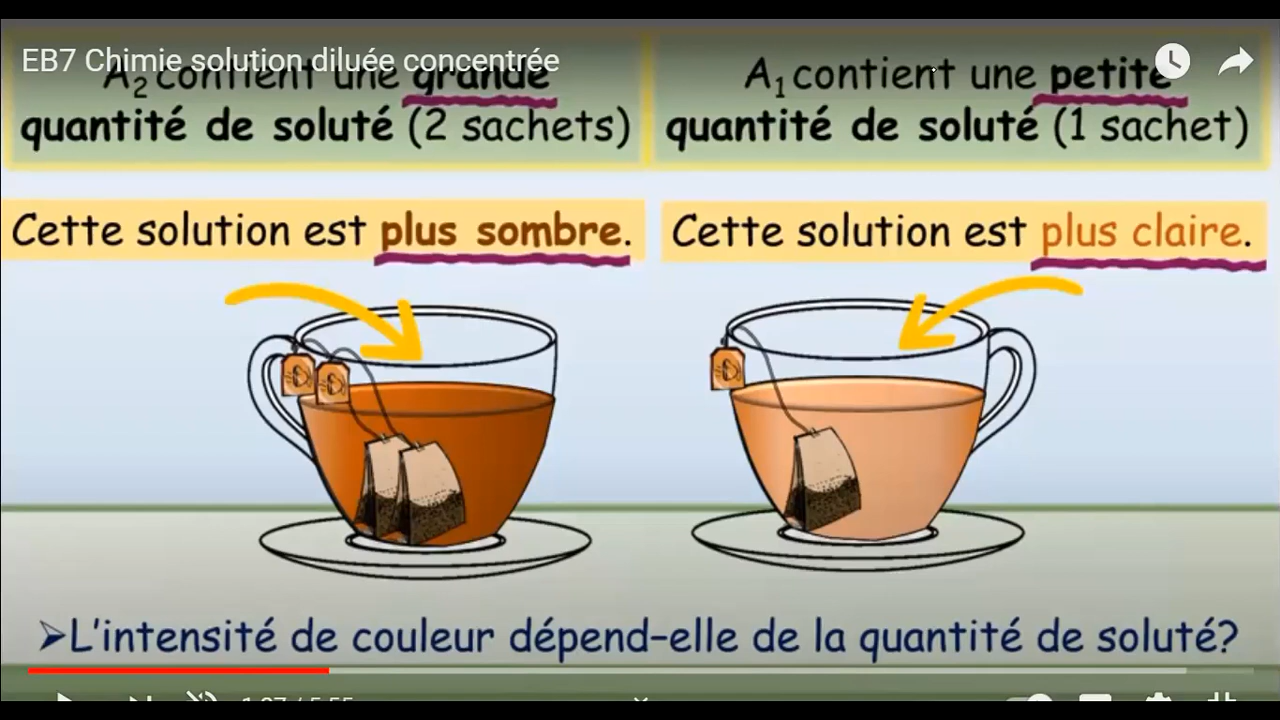 EB7 Chimie solution diluée concentrée
A2 contient une grande
quantité de soluté (2 sachets)
A1 contient une petite
quantité de soluté (1 sachet)
Cette solution est plus sombre.
Cette solution est plus claire.
➢L'intensité de couleur dépend-elle de la quantité de soluté?